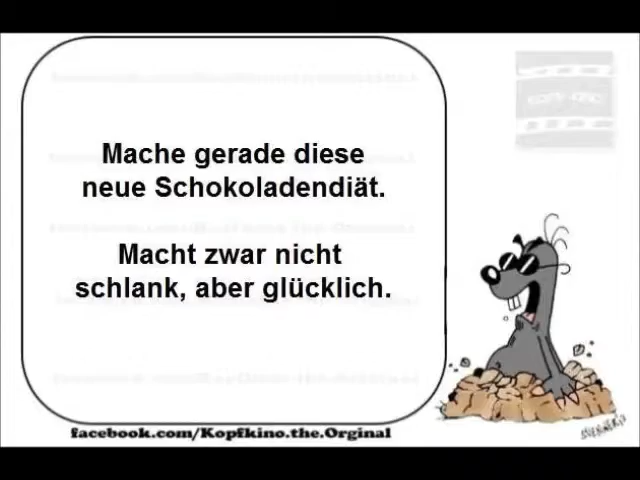 Mache gerade diese
neue Schokoladendiät.
Macht zwar nicht
schlank, aber glücklich.
facebook.com/Kopfkino.the.Orginal